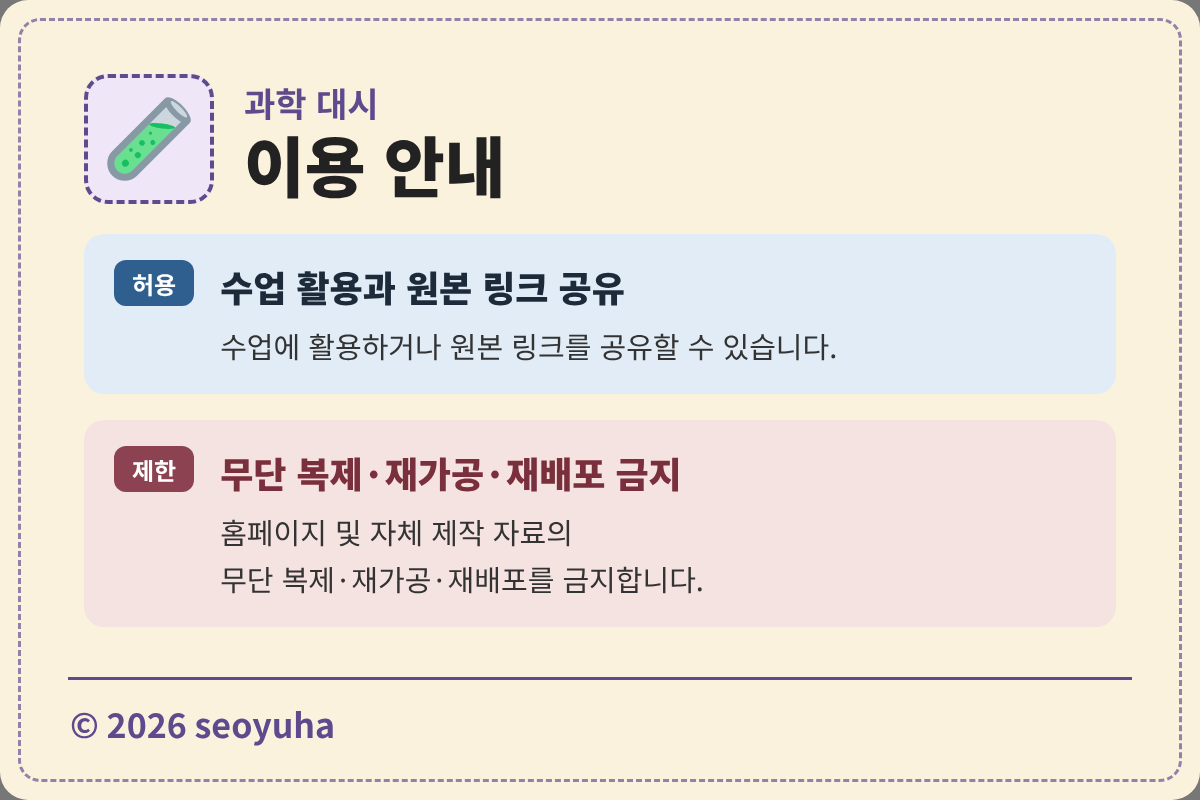 과학 대시
이용 안내
허용
수업 활용과 원본 링크 공유
수업에 활용하거나 원본 링크를 공유할 수 있습니다.
제한
무단 복제·재가공·재배포 금지
홈페이지 및 자체 제작 자료의
무단 복제·재가공·재배포를 금지합니다.
© 2026 seoyuha